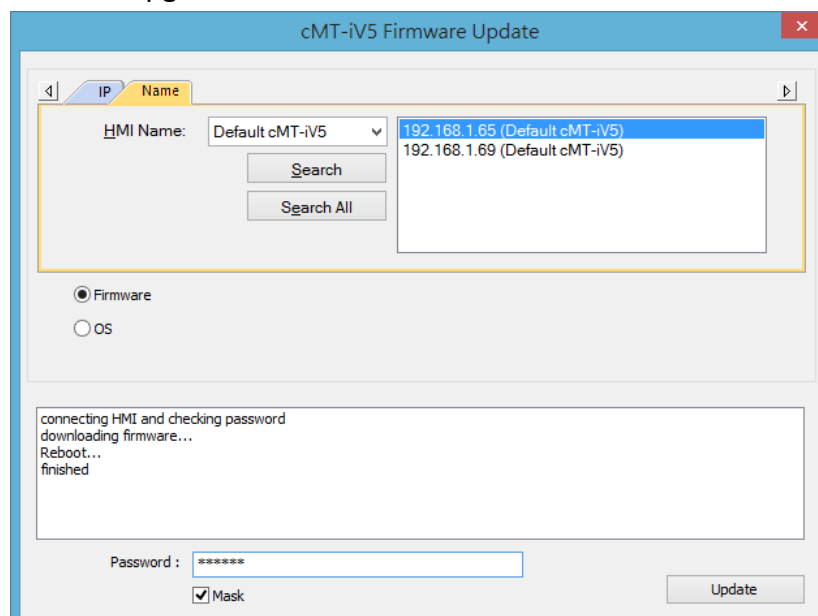 cMT-iV5 Firmware Update
IP Name
HMI Name: Default cMT-iV5
192.168.1.65 (Default cMT-iV5)
192.168.1.69 (Default cMT-iV5)
Search
Search All
Firmware
OS
connecting HMI and checking password
downloading firmware...
Reboot...
finished
Password : ******
Mask
Update